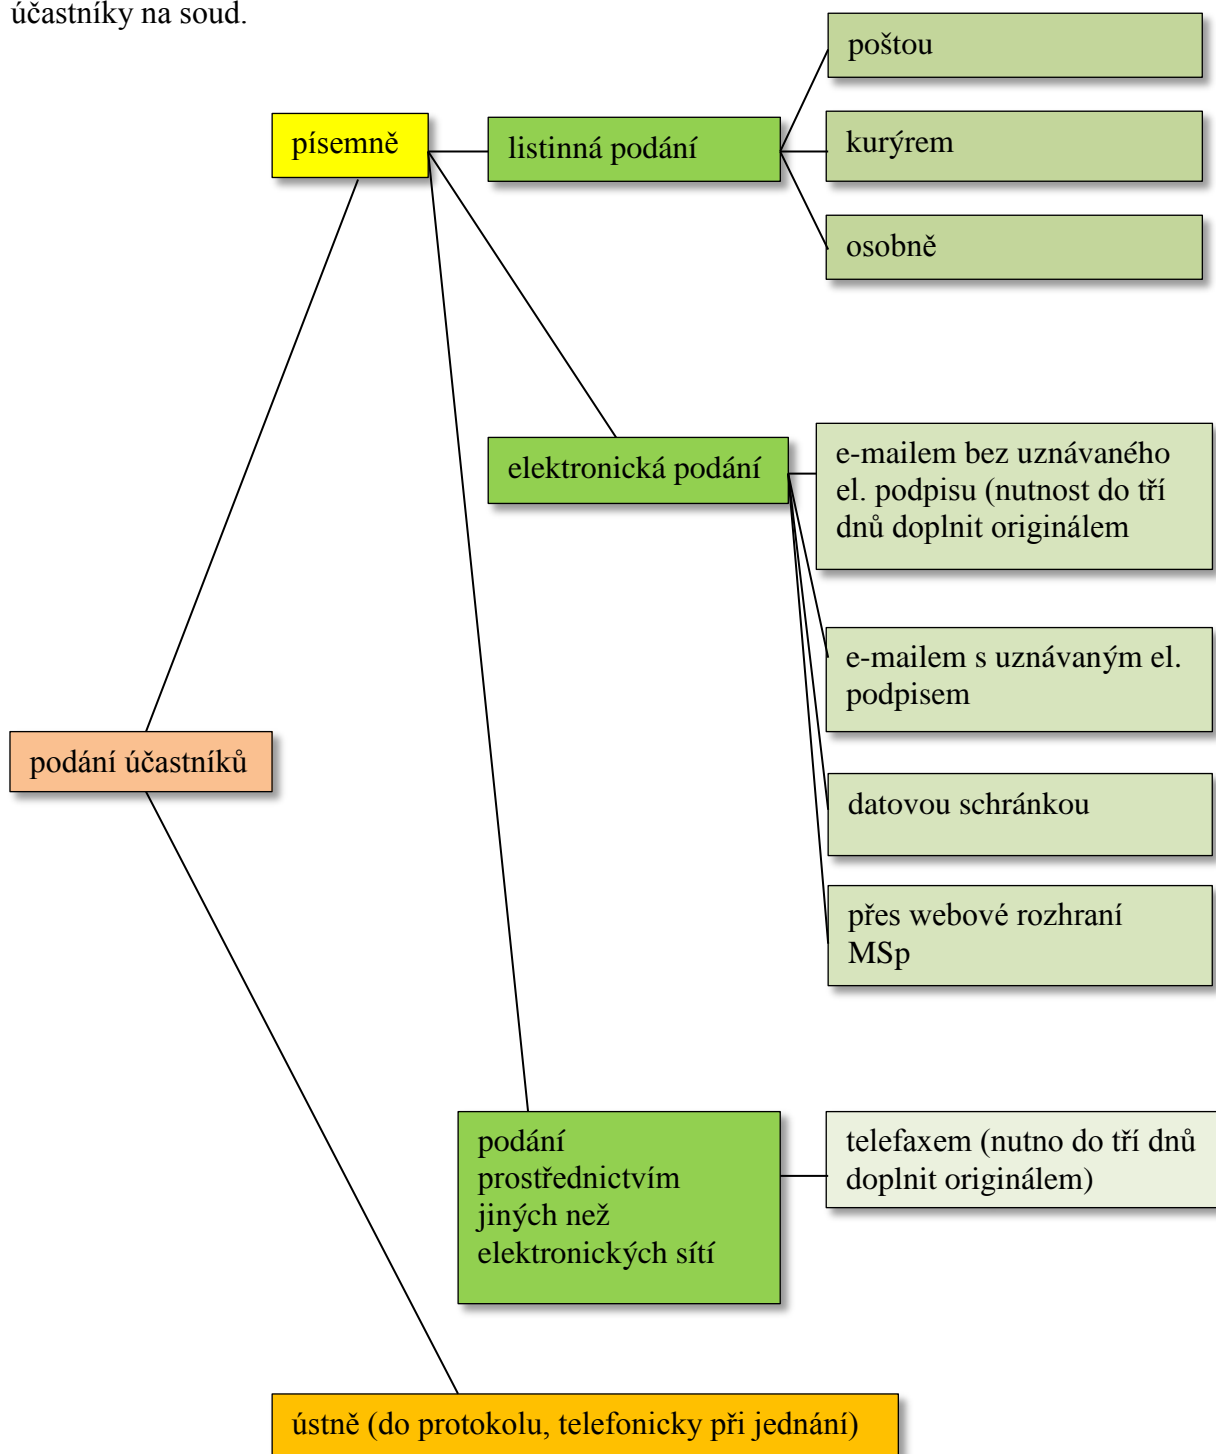 účastníky na soud.
poštou
písemně
listinná podání
kurýrem
osobně
elektronická podání
e-mailem bez uznávaného
el. podpisu (nutnost do tří
dnů doplnit originálem
e-mailem s uznávaným el.
podpisem
podání účastníků
datovou schránkou
přes webové rozhraní
MSp
podání
prostřednictvím
jiných než
elektronických sítí
telefaxem (nutno do tří dnů
doplnit originálem)
ústně (do protokolu, telefonicky při jednání)